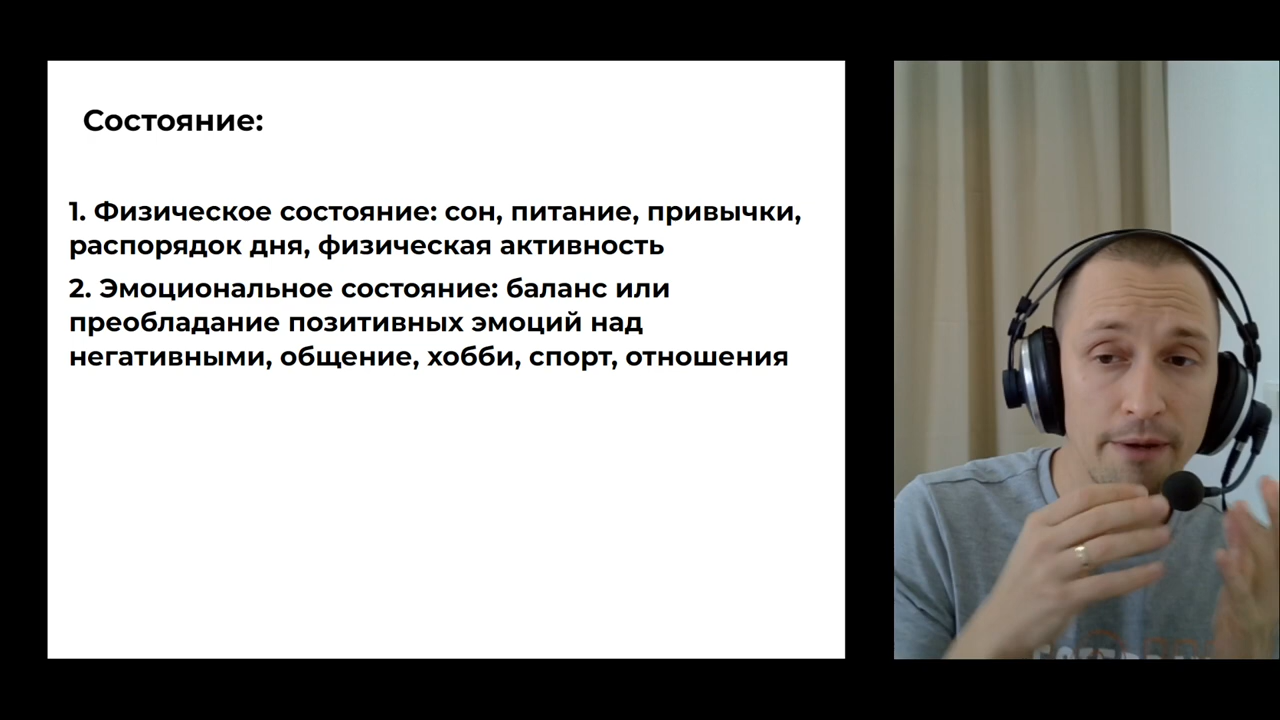 Состояние:
1. Физическое состояние: сон, питание, привычки,
распорядок дня, физическая активность
2. Эмоциональное состояние: баланс или
преобладание позитивных эмоций над
негативными, общение, хобби, спорт, отношения